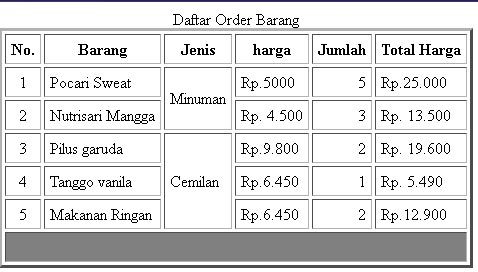 Daftar Order Barang
No. Barang Jenis harga Jumlah Total Harga
1 Pocari Sweat Minuman Rp.5000 5 Rp.25.000
2 Nutrisari Mangga Rp. 4.500 3 Rp. 13.500
3 Pilus garuda Cemilan Rp.9.800 2 Rp. 19.600
4 Tanggo vanila Rp.6.450 1 Rp. 5.490
5 Makanan Ringan Rp.6.450 2 Rp.12.900